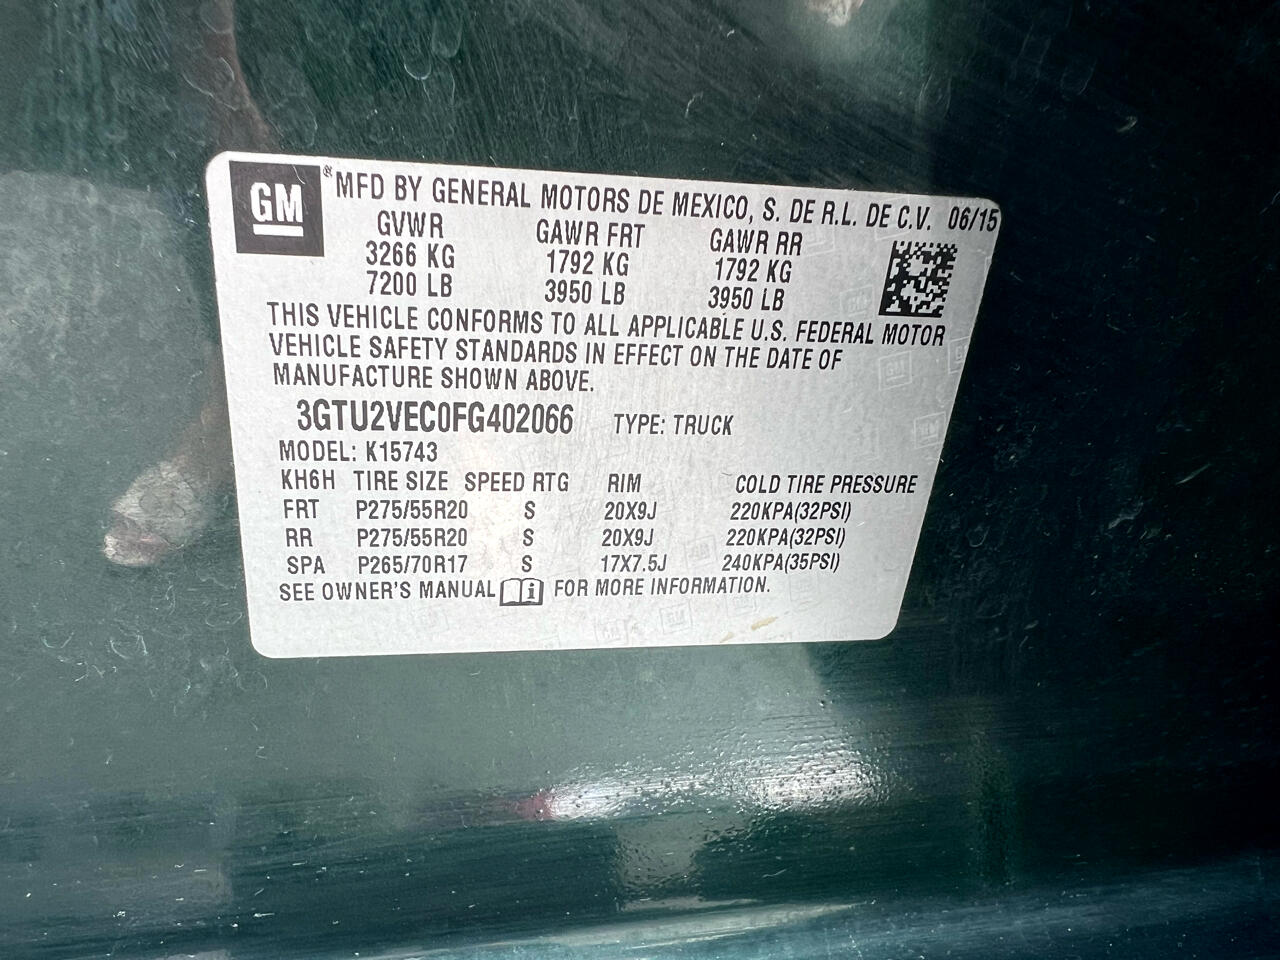 GM
® MFD BY GENERAL MOTORS DE MEXICO, S. DE R.L. DE C.V. 06/15
GVWR GAWR FRT GAWR RR
3266 KG 1792 KG 1792 KG
7200 LB 3950 LB 3950 LB
THIS VEHICLE CONFORMS TO ALL APPLICABLE U.S. FEDERAL MOTOR
VEHICLE SAFETY STANDARDS IN EFFECT ON THE DATE OF
MANUFACTURE SHOWN ABOVE.
3GTU2VEC0FG402066 TYPE: TRUCK
MODEL: K15743
KH6H TIRE SIZE SPEED RTG RIM COLD TIRE PRESSURE
FRT P275/55R20 S 20X9J 220KPA(32PSI)
RR P275/55R20 S 20X9J 220KPA(32PSI)
SPA P265/70R17 S 17X7.5J 240KPA(35PSI)
SEE OWNER'S MANUAL i FOR MORE INFORMATION.